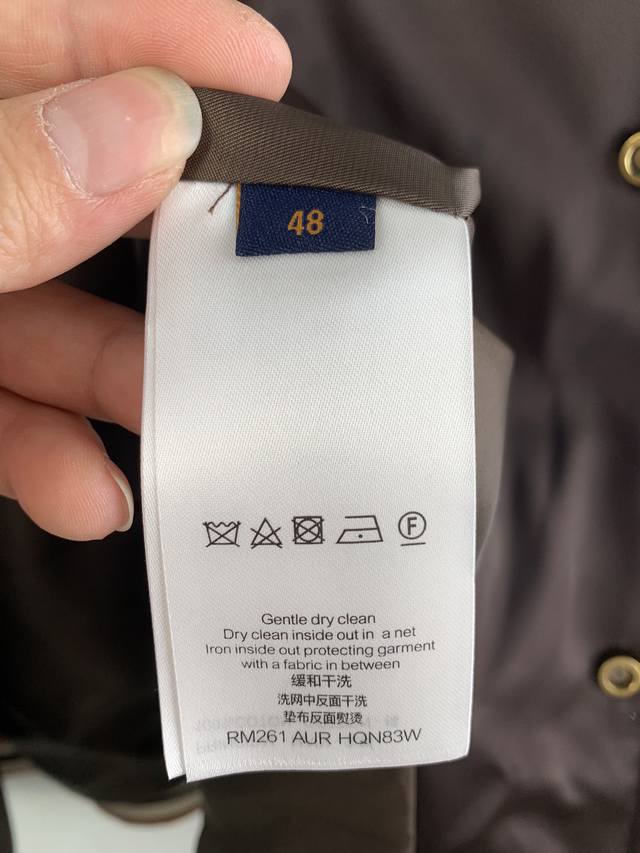 48
F
Gentle dry clean
Dry clean inside out in a net
Iron inside out protecting garment
with a fabric in between
缓和干洗
洗网中反面干洗
垫布反面熨烫
RM261 AUR HQN83W